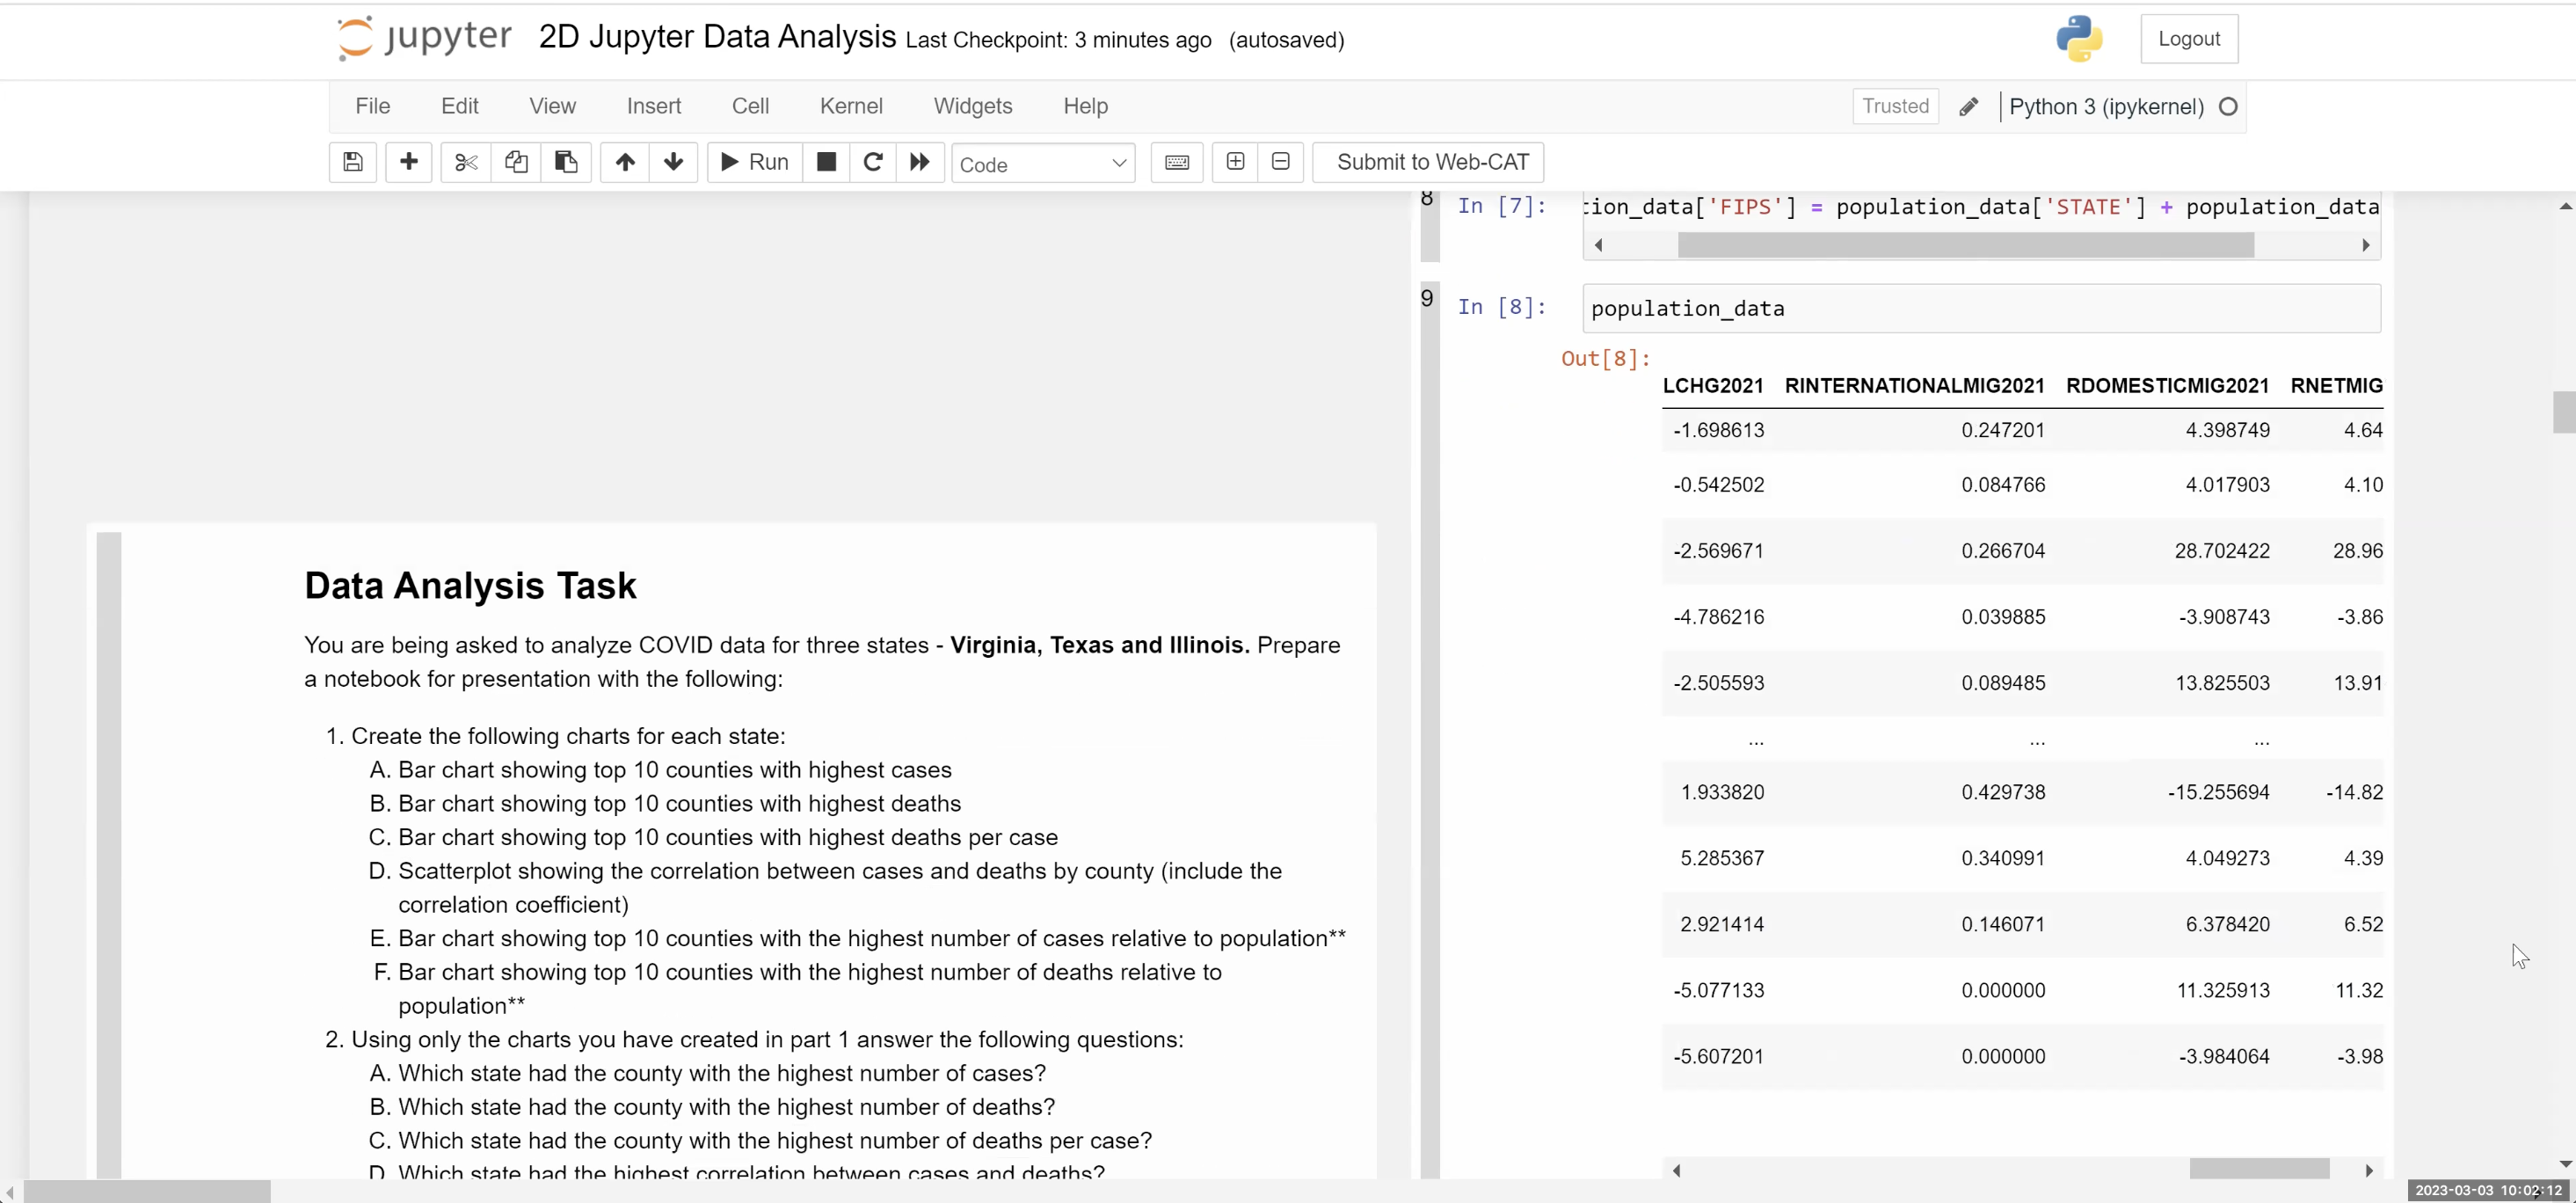 jupyter 2D Jupyter Data Analysis Last Checkpoint: 3 minutes ago (autosaved)
Logout
File Edit View Insert Cell Kernel Widgets Help
Trusted Python 3 (ipykernel)
Run Code Submit to Web-CAT
Data Analysis Task
You are being asked to analyze COVID data for three states - Virginia, Texas and Illinois. Prepare
a notebook for presentation with the following:
1. Create the following charts for each state:
A. Bar chart showing top 10 counties with highest cases
B. Bar chart showing top 10 counties with highest deaths
C. Bar chart showing top 10 counties with highest deaths per case
D. Scatterplot showing the correlation between cases and deaths by county (include the
correlation coefficient)
E. Bar chart showing top 10 counties with the highest number of cases relative to population**
F. Bar chart showing top 10 counties with the highest number of deaths relative to
population**
2. Using only the charts you have created in part 1 answer the following questions:
A. Which state had the county with the highest number of cases?
B. Which state had the county with the highest number of deaths?
C. Which state had the county with the highest number of deaths per case?
D. Which state had the highest correlation between cases and deaths?
8 In [7]: tion_data['FIPS'] = population_data['STATE'] + population_data
9 In [8]: population_data
Out[8]:
LCHG2021 RINTERNATIONALMIG2021 RDOMESTICMIG2021 RNETMIG
-1.698613 0.247201 4.398749 4.64
-0.542502 0.084766 4.017903 4.10
-2.569671 0.266704 28.702422 28.96
-4.786216 0.039885 -3.908743 -3.86
-2.505593 0.089485 13.825503 13.91
... ... ...
1.933820 0.429738 -15.255694 -14.82
5.285367 0.340991 4.049273 4.39
2.921414 0.146071 6.378420 6.52
-5.077133 0.000000 11.325913 11.32
-5.607201 0.000000 -3.984064 -3.98
2023-03-03 10:02:12